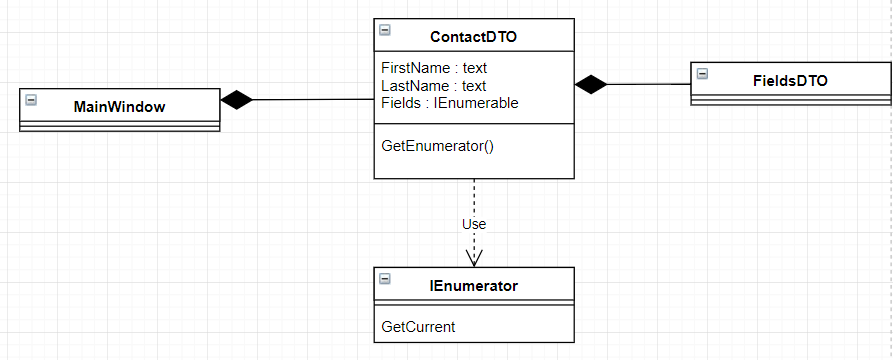 MainWindow
ContactDTO
FirstName : text
LastName : text
Fields : IEnumerable
GetEnumerator()
FieldsDTO
Use
IEnumerator
GetCurrent